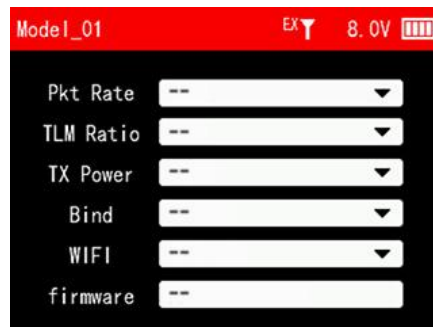 Model_01 EX 8.0V
Pkt Rate --
TLM Ratio --
TX Power --
Bind --
WIFI --
firmware --